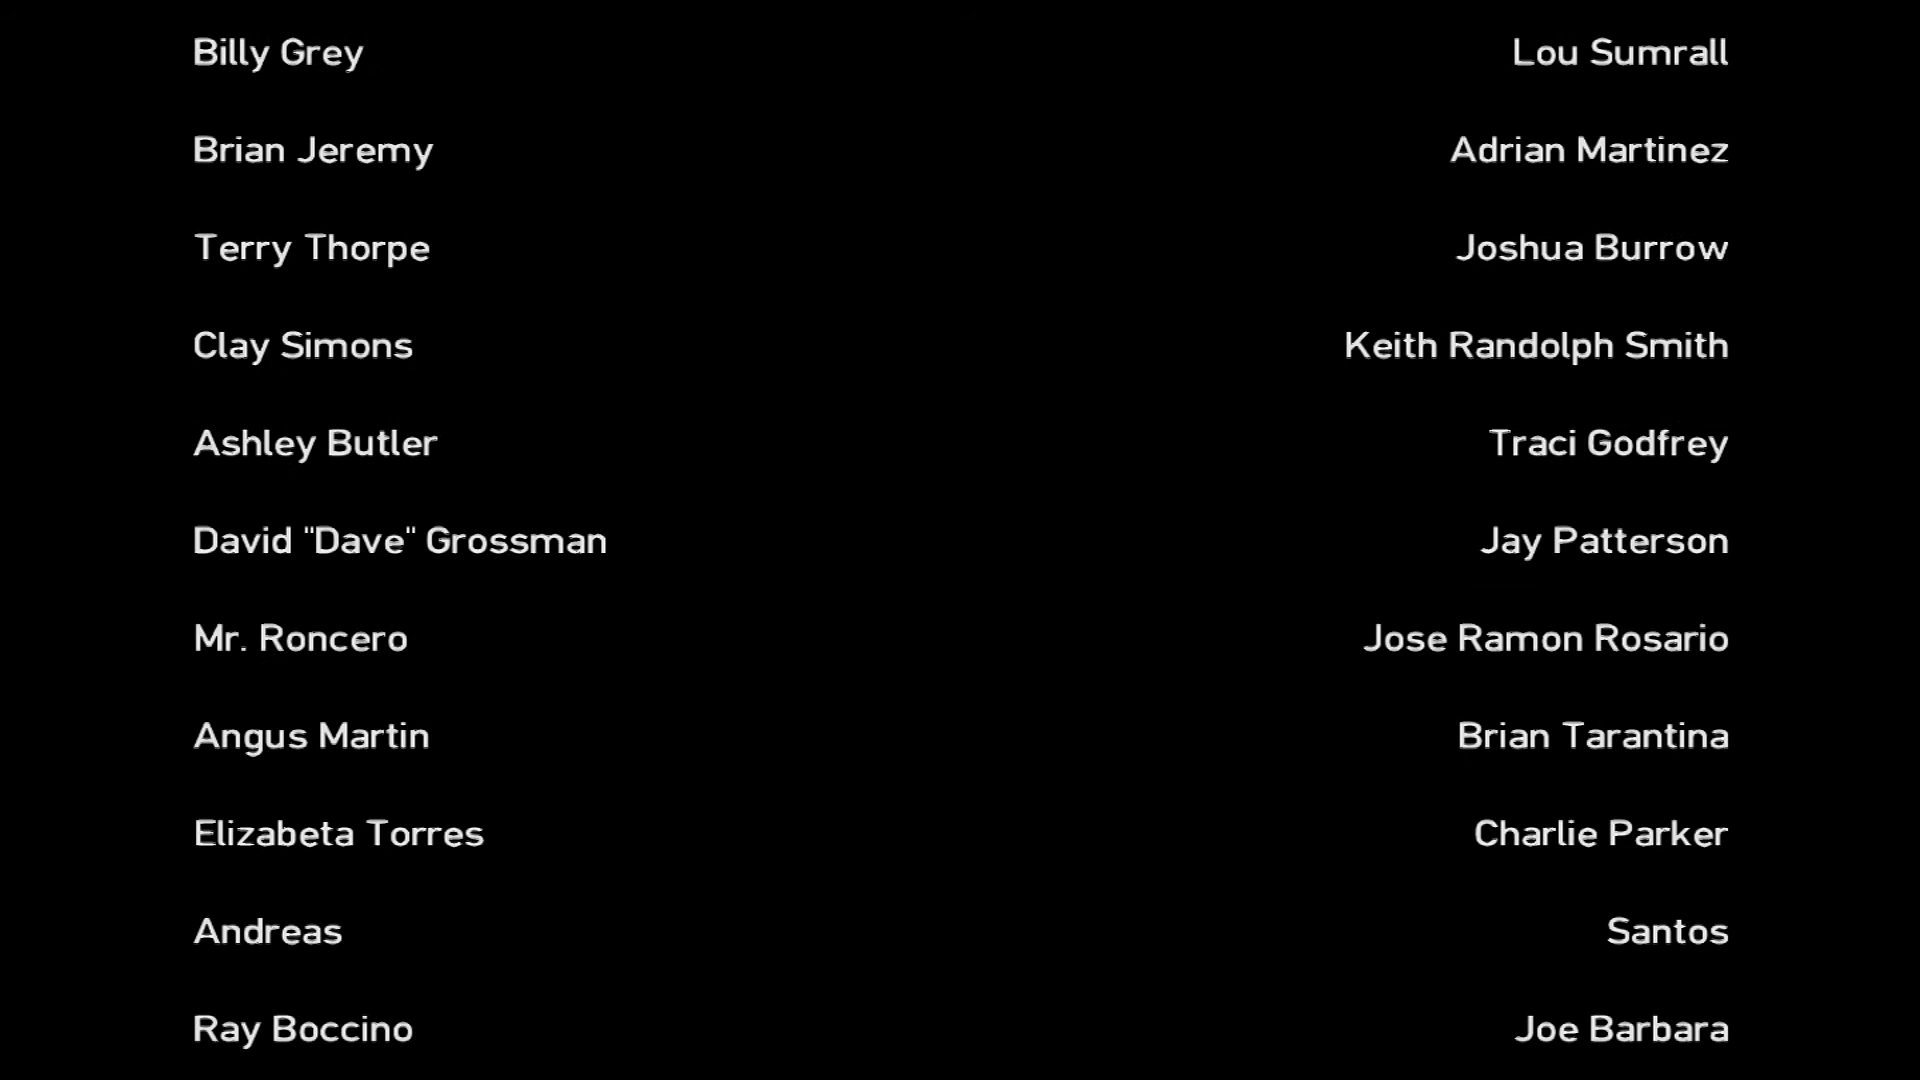 Billy Grey Lou Sumrall
Brian Jeremy Adrian Martinez
Terry Thorpe Joshua Burrow
Clay Simons Keith Randolph Smith
Ashley Butler Traci Godfrey
David "Dave" Grossman Jay Patterson
Mr. Roncero Jose Ramon Rosario
Angus Martin Brian Tarantina
Elizabeta Torres Charlie Parker
Andreas Santos
Ray Boccino Joe Barbara